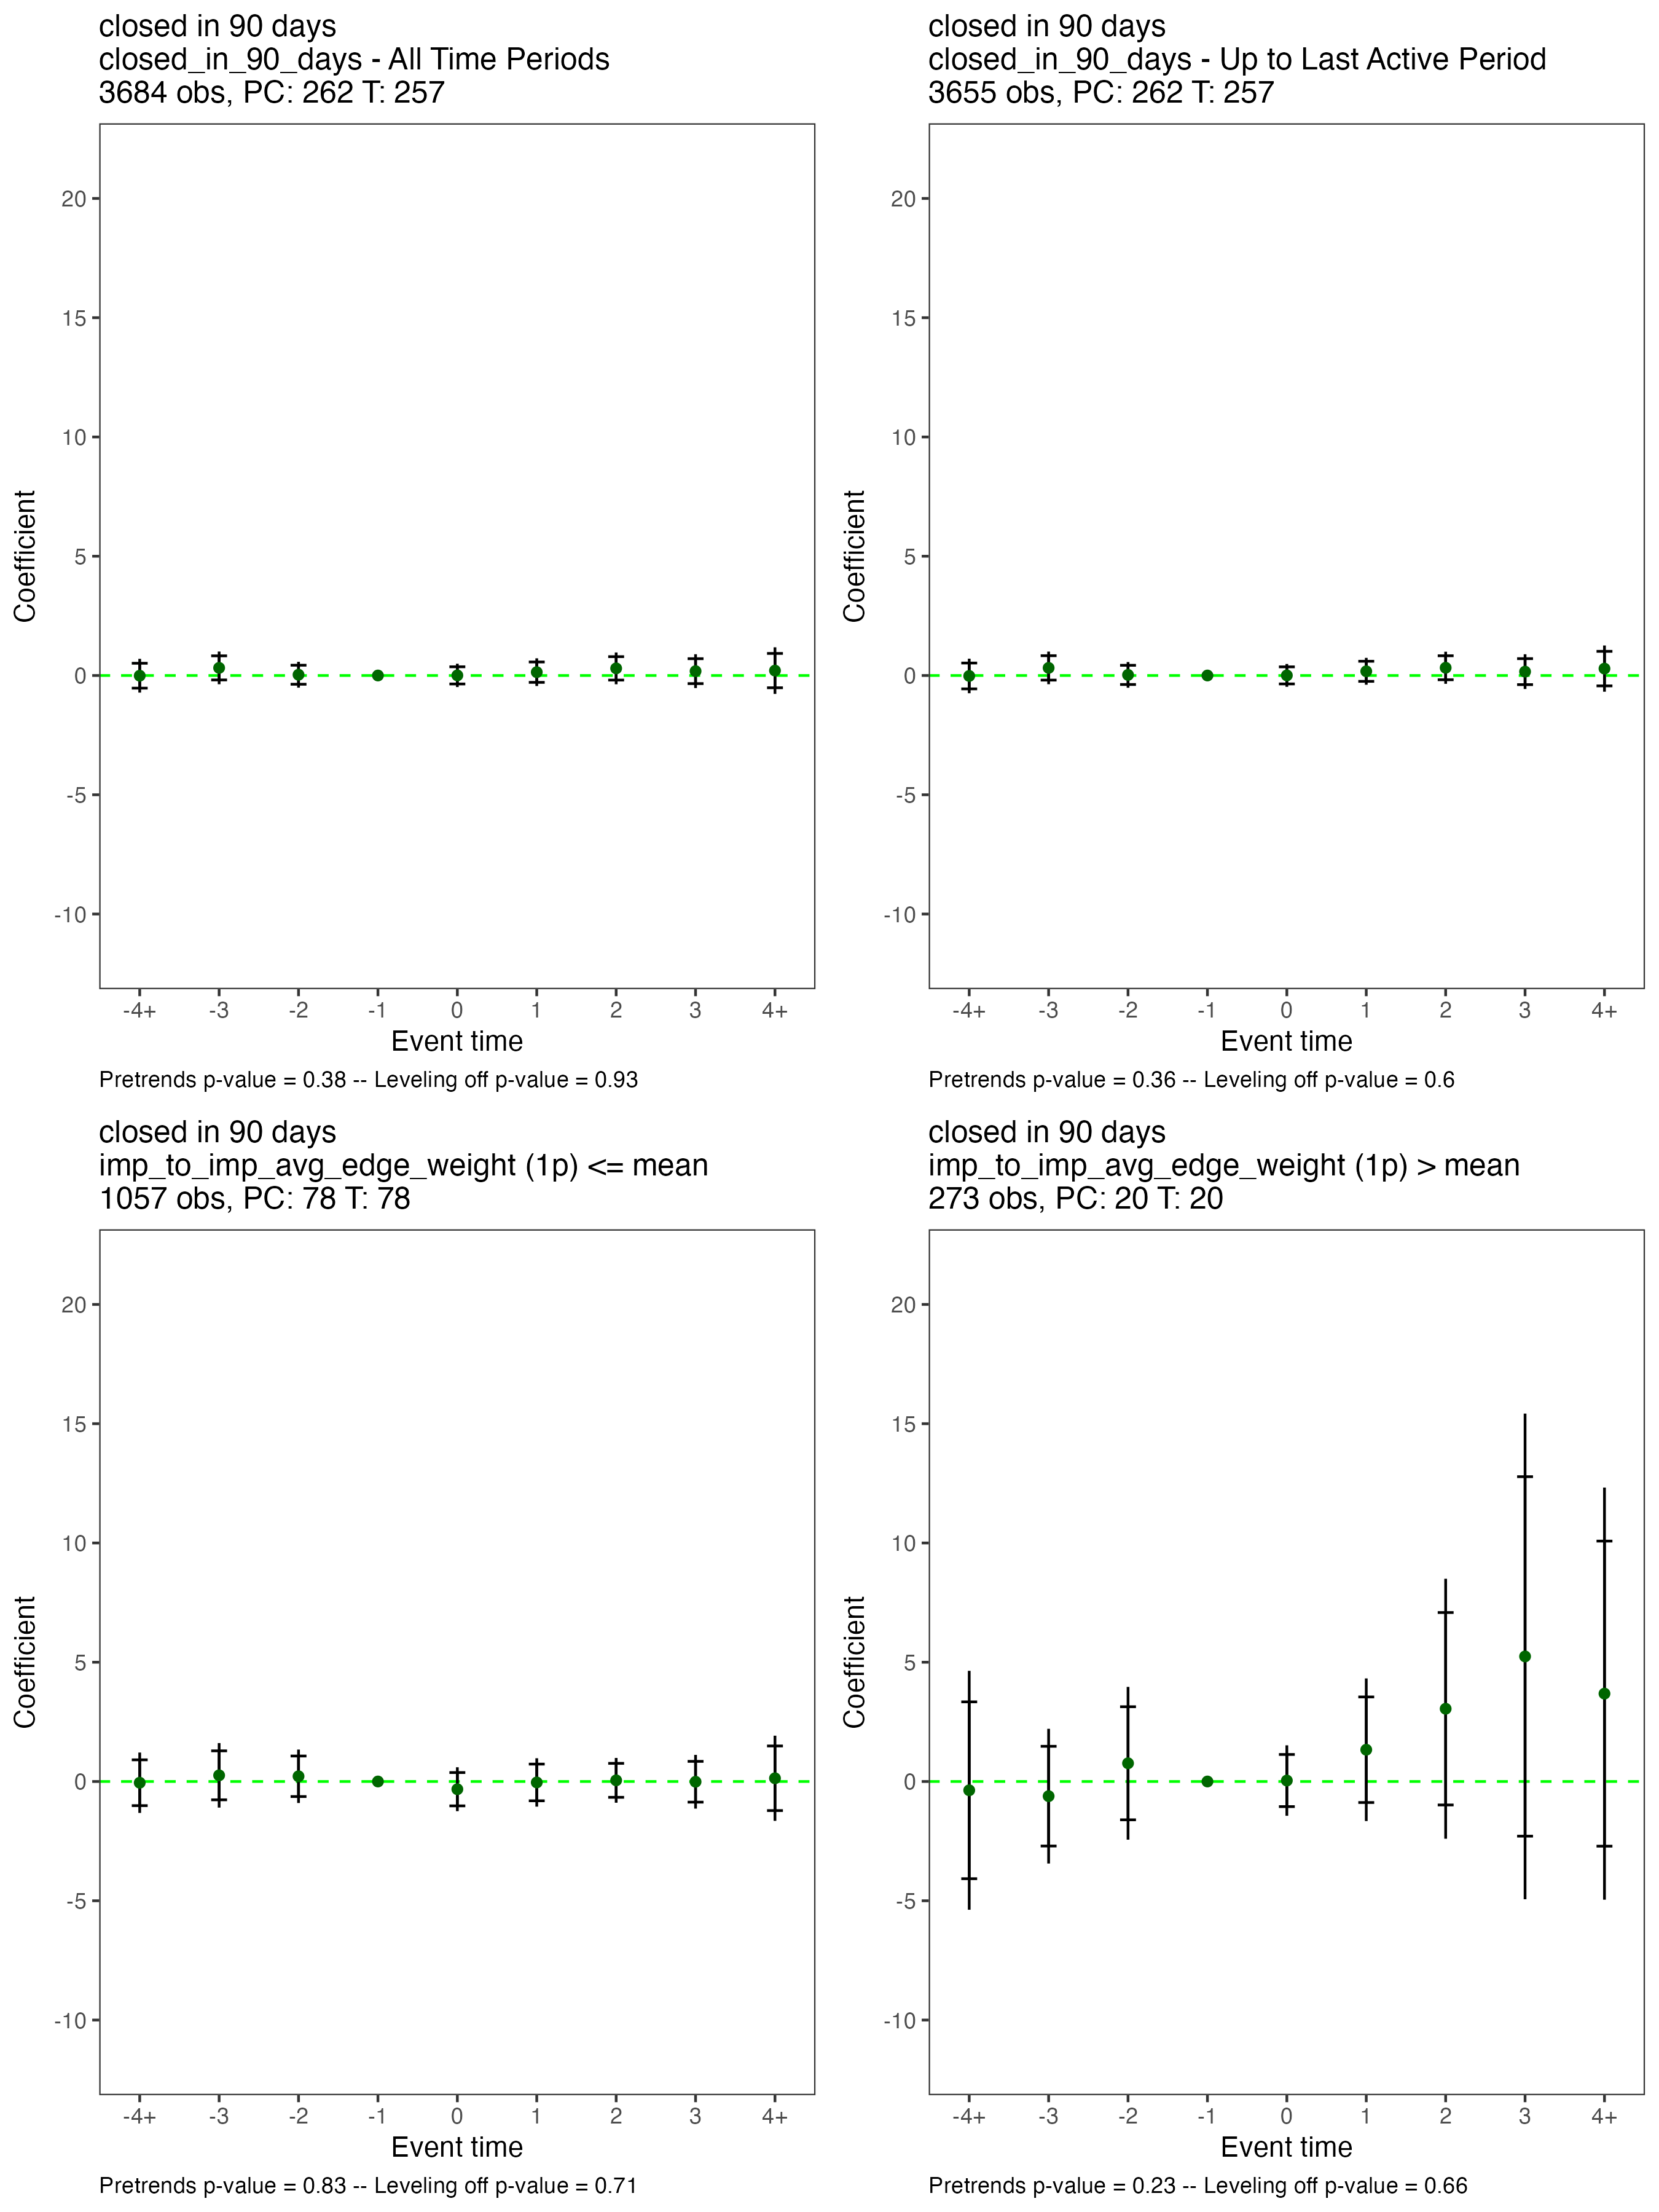 closed in 90 days
closed_in_90_days - All Time Periods
3684 obs, PC: 262 T: 257
Coefficient
20
15
10
5
0
-5
-10
-4+ -3 -2 -1 0 1 2 3 4+
Event time
Pretrends p-value = 0.38 -- Leveling off p-value = 0.93
closed in 90 days
closed_in_90_days - Up to Last Active Period
3655 obs, PC: 262 T: 257
Coefficient
20
15
10
5
0
-5
-10
-4+ -3 -2 -1 0 1 2 3 4+
Event time
Pretrends p-value = 0.36 -- Leveling off p-value = 0.6
closed in 90 days
imp_to_imp_avg_edge_weight (1p) <= mean
1057 obs, PC: 78 T: 78
Coefficient
20
15
10
5
0
-5
-10
-4+ -3 -2 -1 0 1 2 3 4+
Event time
Pretrends p-value = 0.83 -- Leveling off p-value = 0.71
closed in 90 days
imp_to_imp_avg_edge_weight (1p) > mean
273 obs, PC: 20 T: 20
Coefficient
20
15
10
5
0
-5
-10
-4+ -3 -2 -1 0 1 2 3 4+
Event time
Pretrends p-value = 0.23 -- Leveling off p-value = 0.66